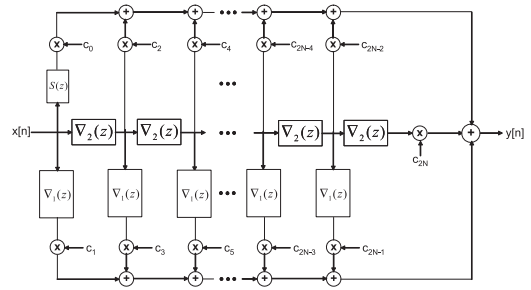 + + ••• + +
x c₀ x c₂ x c₄ x c₂N-4 x c₂N-2
S(z) •••
x[n] ∇₂(z) ∇₂(z) ∇₂(z) ∇₂(z) x + y[n]
c₂N
∇₁(z) ∇₁(z) ∇₁(z) ••• ∇₁(z) ∇₁(z)
x c₁ x c₃ x c₅ x c₂N-3 x c₂N-1
+ + ••• + +